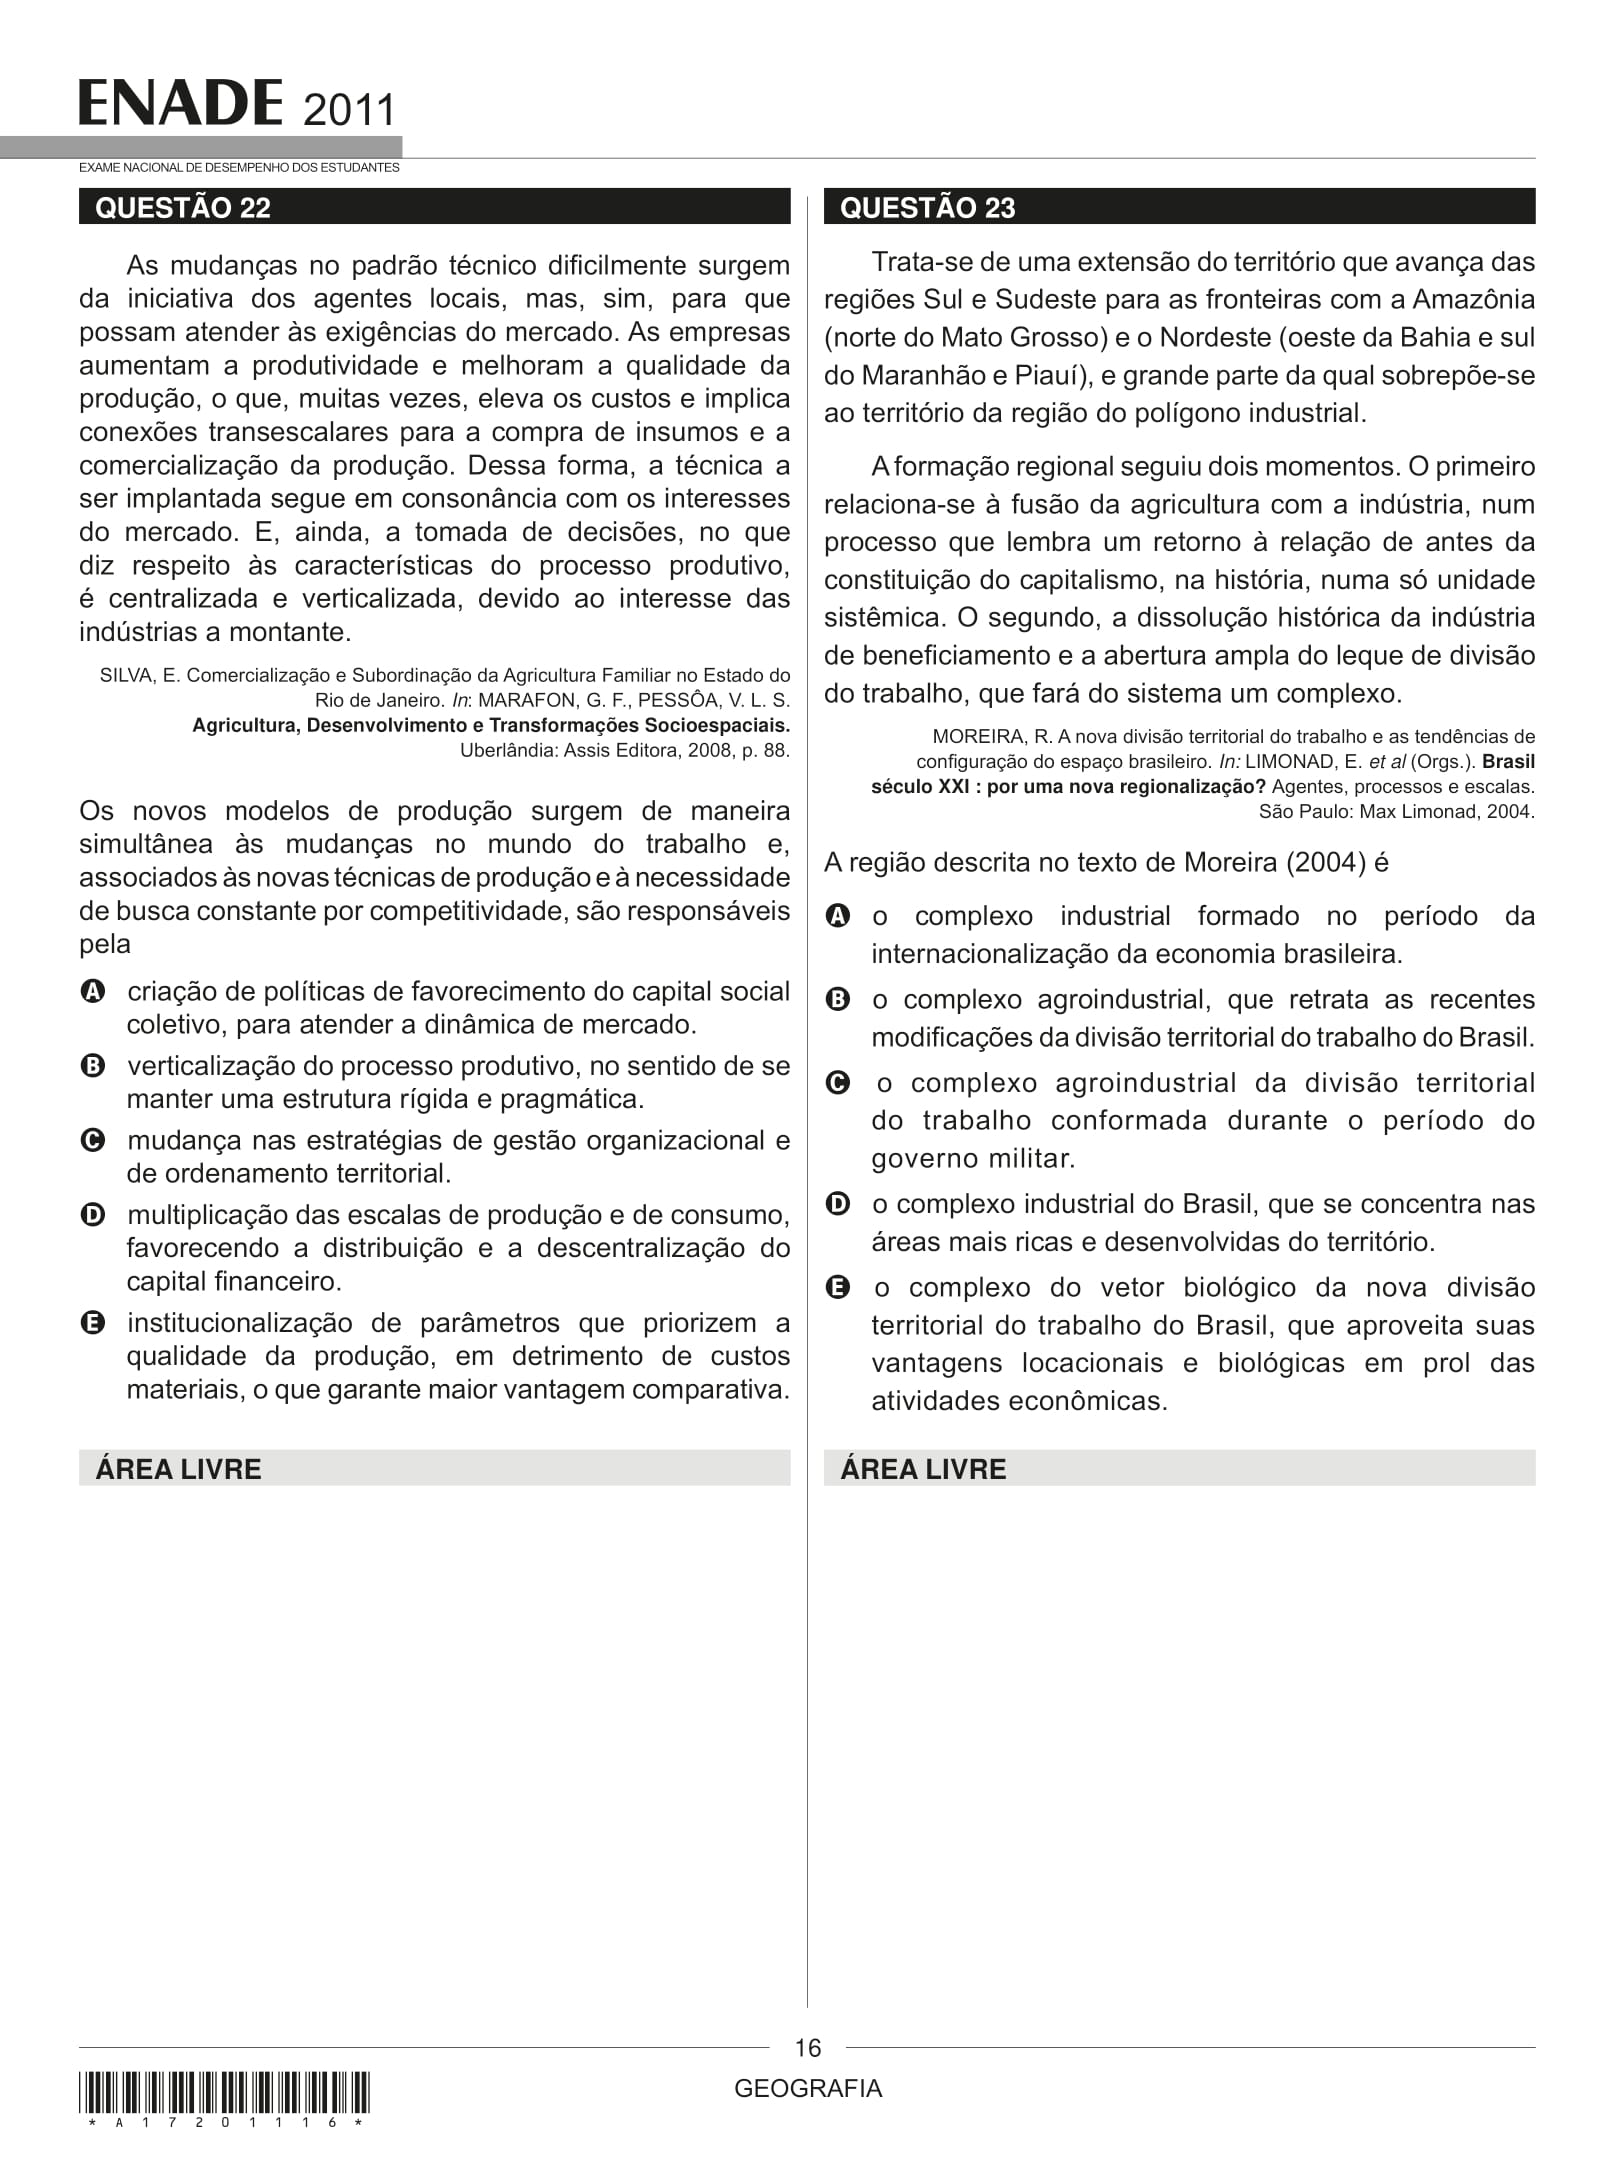 ENADE 2011
EXAME NACIONAL DE DESEMPENHO DOS ESTUDANTES
QUESTÃO 22
As mudanças no padrão técnico dificilmente surgem
da iniciativa dos agentes locais, mas, sim, para que
possam atender às exigências do mercado. As empresas
aumentam a produtividade e melhoram a qualidade da
produção, o que, muitas vezes, eleva os custos e implica
conexões transescalares para a compra de insumos e a
comercialização da produção. Dessa forma, a técnica a
ser implantada segue em consonância com os interesses
do mercado. E, ainda, a tomada de decisões, no que
diz respeito às características do processo produtivo,
é centralizada e verticalizada, devido ao interesse das
indústrias a montante.
SILVA, E. Comercialização e Subordinação da Agricultura Familiar no Estado do
Rio de Janeiro. In: MARAFON, G. F., PESSÔA, V. L. S.
Agricultura, Desenvolvimento e Transformações Socioespaciais.
Uberlândia: Assis Editora, 2008, p. 88.
Os novos modelos de produção surgem de maneira
simultânea às mudanças no mundo do trabalho e,
associados às novas técnicas de produção e à necessidade
de busca constante por competitividade, são responsáveis
pela
A criação de políticas de favorecimento do capital social
coletivo, para atender a dinâmica de mercado.
B verticalização do processo produtivo, no sentido de se
manter uma estrutura rígida e pragmática.
C mudança nas estratégias de gestão organizacional e
de ordenamento territorial.
D multiplicação das escalas de produção e de consumo,
favorecendo a distribuição e a descentralização do
capital financeiro.
E institucionalização de parâmetros que priorizem a
qualidade da produção, em detrimento de custos
materiais, o que garante maior vantagem comparativa.
ÁREA LIVRE
QUESTÃO 23
Trata-se de uma extensão do território que avança das
regiões Sul e Sudeste para as fronteiras com a Amazônia
(norte do Mato Grosso) e o Nordeste (oeste da Bahia e sul
do Maranhão e Piauí), e grande parte da qual sobrepõe-se
ao território da região do polígono industrial.
A formação regional seguiu dois momentos. O primeiro
relaciona-se à fusão da agricultura com a indústria, num
processo que lembra um retorno à relação de antes da
constituição do capitalismo, na história, numa só unidade
sistêmica. O segundo, a dissolução histórica da indústria
de beneficiamento e a abertura ampla do leque de divisão
do trabalho, que fará do sistema um complexo.
MOREIRA, R. A nova divisão territorial do trabalho e as tendências de
configuração do espaço brasileiro. In: LIMONAD, E. et al (Orgs.). Brasil
século XXI : por uma nova regionalização? Agentes, processos e escalas.
São Paulo: Max Limonad, 2004.
A região descrita no texto de Moreira (2004) é
A o complexo industrial formado no período da
internacionalização da economia brasileira.
B o complexo agroindustrial, que retrata as recentes
modificações da divisão territorial do trabalho do Brasil.
C o complexo agroindustrial da divisão territorial
do trabalho conformada durante o período do
governo militar.
D o complexo industrial do Brasil, que se concentra nas
áreas mais ricas e desenvolvidas do território.
E o complexo do vetor biológico da nova divisão
territorial do trabalho do Brasil, que aproveita suas
vantagens locacionais e biológicas em prol das
atividades econômicas.
ÁREA LIVRE
16
GEOGRAFIA
* A 1 7 2 0 1 1 1 6 *